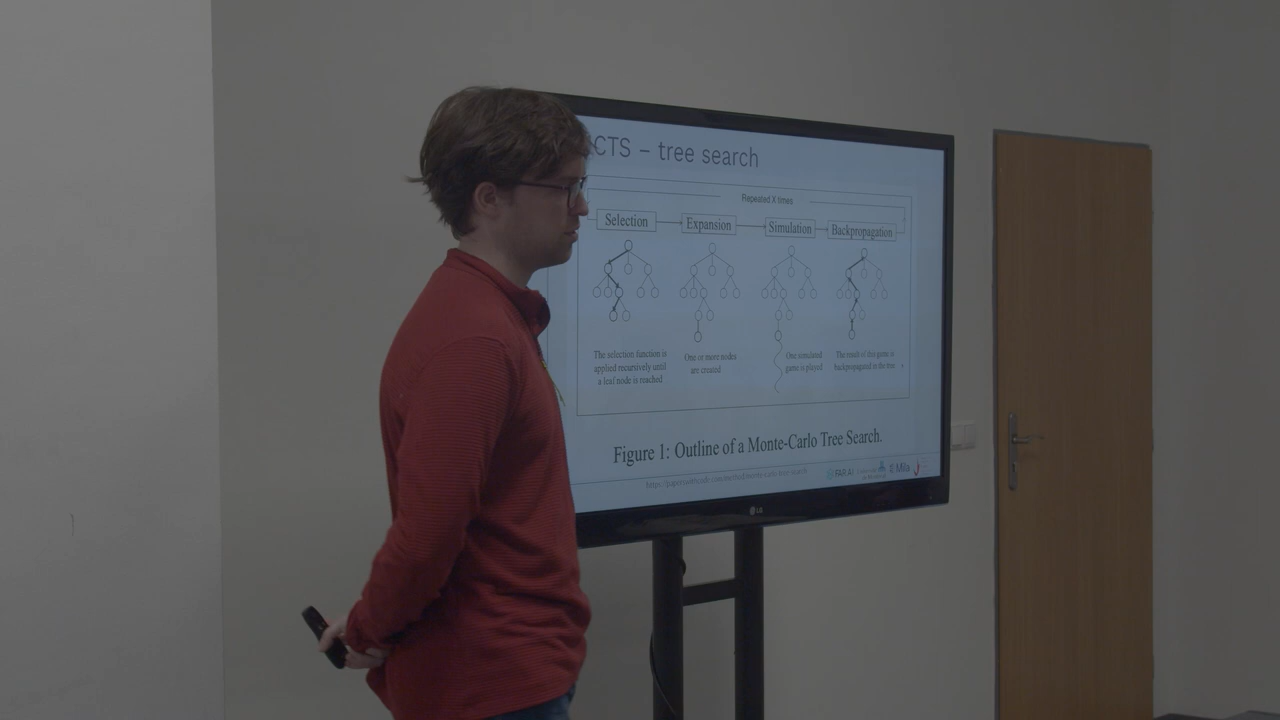 CTS – tree search
Repeated X times
Selection
Expansion
Simulation
Backpropagation
The selection function is
applied recursively until
a leaf node is reached
One or more nodes
are created
One simulated
game is played
The result of this game is
backpropagated in the tree
Figure 1: Outline of a Monte-Carlo Tree Search.
FAR.AI
Mila
LG